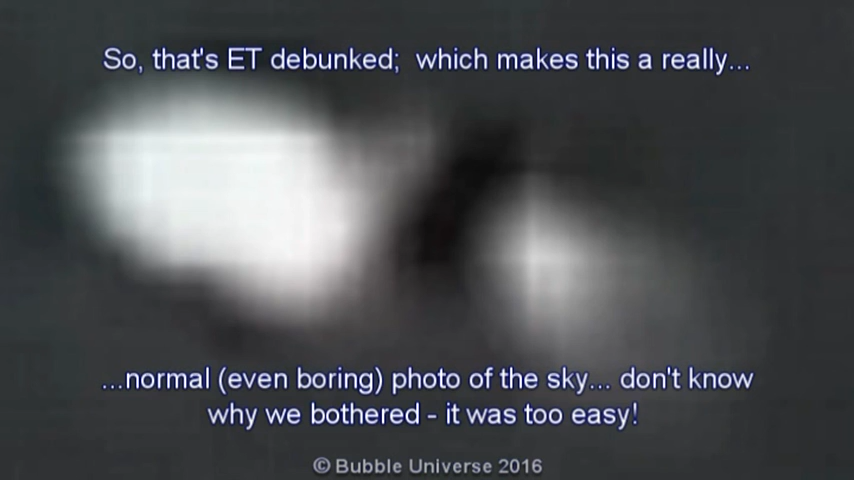 So, that's ET debunked;  which makes this a really...
...normal (even boring) photo of the sky... don't know
why we bothered - it was too easy!
© Bubble Universe 2016